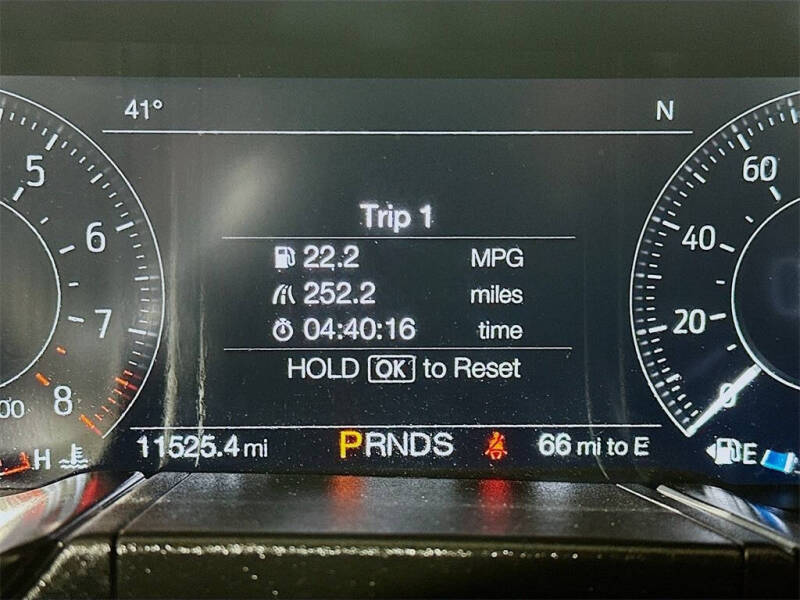 41° N
Trip 1
22.2 MPG
252.2 miles
04:40:16 time
HOLD OK to Reset
11525.4 mi PRNDS 66 mi to E
5
6
7
8
00
H
60
40
20
0
E